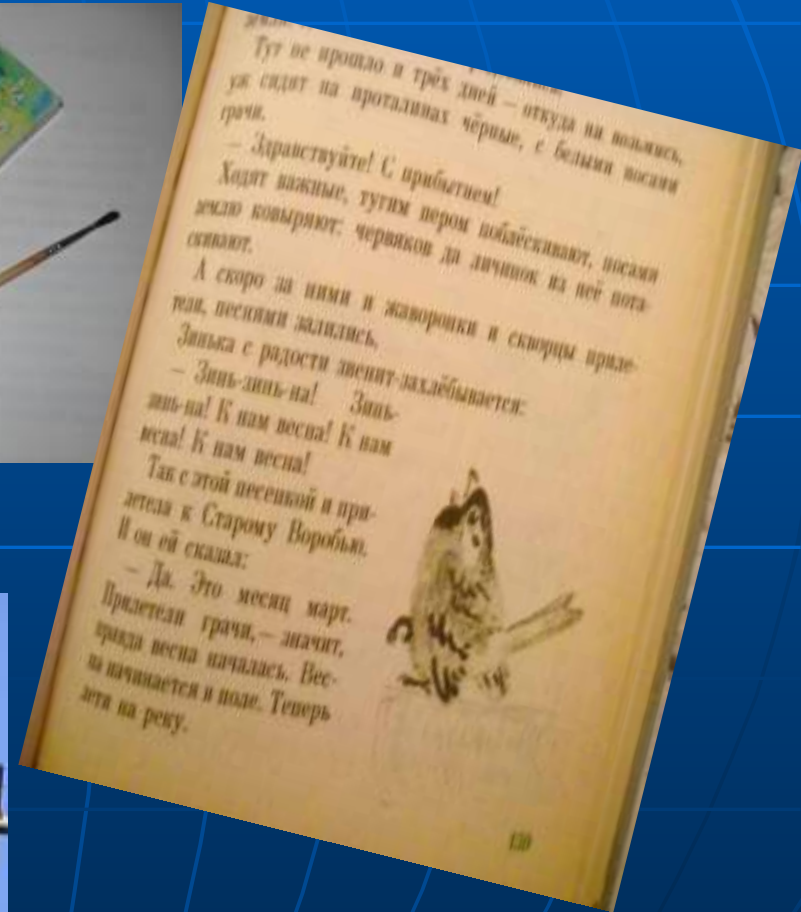 Тут не прошло и трёх дней — откуда ни возьмись,
уж сидят на проталинах чёрные, с белыми носами
грачи.
— Здравствуйте! С прибытием!
Ходят важные, тугим пером поблёскивают, носами
землю ковыряют: червяков да личинок из неё пота-
скивают.
А скоро за ними и жаворонки и скворцы приле-
тели, песнями залились.
Зинька с радости звенит-захлёбывается:
— Зинь-зинь-на! Зинь-
зинь-на! К нам весна! К нам
весна! К нам весна!
Так с этой песенкой и при-
летела к Старому Воробью.
И он ей сказал:
— Да. Это месяц март.
Прилетели грачи, — значит,
правда весна началась. Вес-
на начинается в поле. Теперь
лети на реку.
130